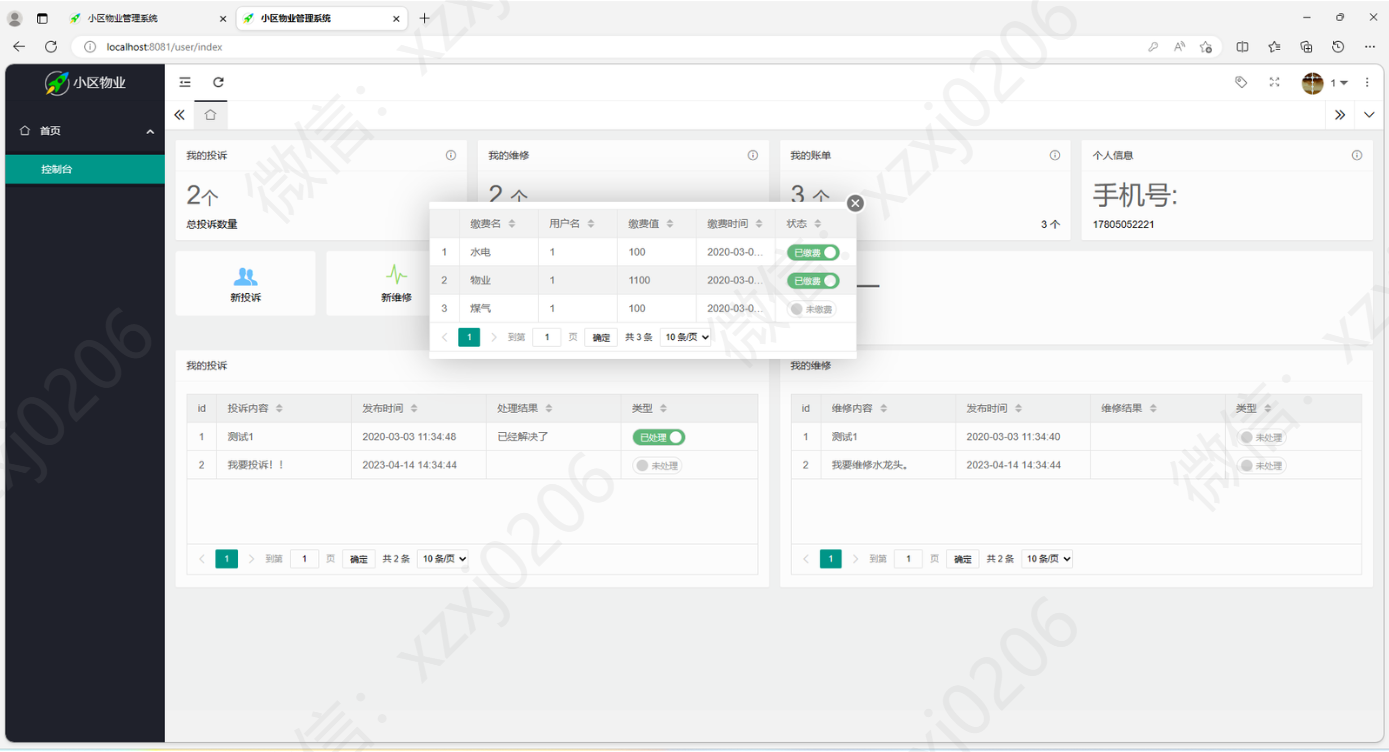 小区物业管理系统
小区物业管理系统
localhost:8081/user/index
小区物业
1
首页
控制台
我的投诉
2个
总投诉数量
我的维修
2 个
我的账单
3 个
3 个
个人信息
手机号:
17805052221
新投诉
新维修
缴费名 用户名 缴费值 缴费时间 状态
1 水电 1 100 2020-03-0... 已缴费
2 物业 1 1100 2020-03-0... 已缴费
3 煤气 1 100 2020-03-0... 未缴费
1 到第 1 页 确定 共 3 条 10 条/页
我的投诉
id 投诉内容 发布时间 处理结果 类型
1 测试1 2020-03-03 11:34:48 已经解决了 已处理
2 我要投诉！！ 2023-04-14 14:34:44 未处理
1 到第 1 页 确定 共 2 条 10 条/页
我的维修
id 维修内容 发布时间 维修结果 类型
1 测试1 2020-03-03 11:34:40 未处理
2 我要维修水龙头。 2023-04-14 14:34:44 未处理
1 到第 1 页 确定 共 2 条 10 条/页
微信：xzxj0206